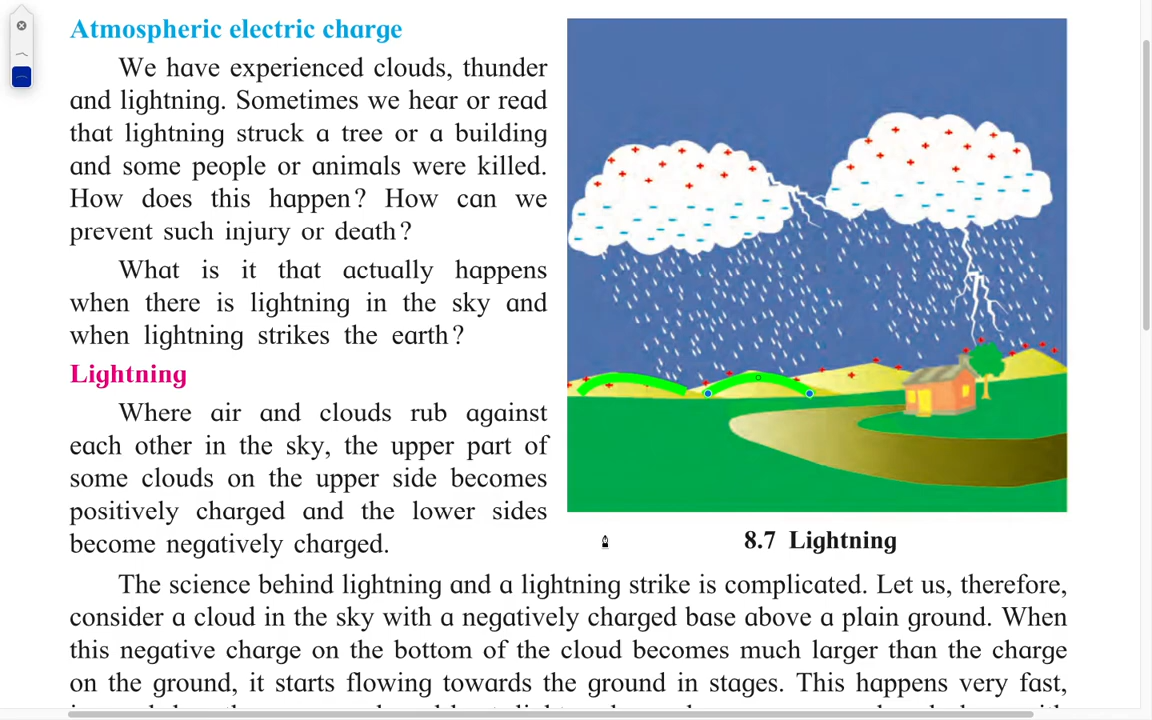 Atmospheric electric charge
We have experienced clouds, thunder
and lightning. Sometimes we hear or read
that lightning struck a tree or a building
and some people or animals were killed.
How does this happen? How can we
prevent such injury or death?
What is it that actually happens
when there is lightning in the sky and
when lightning strikes the earth?
Lightning
Where air and clouds rub against
each other in the sky, the upper part of
some clouds on the upper side becomes
positively charged and the lower sides
become negatively charged.
8.7 Lightning
The science behind lightning and a lightning strike is complicated. Let us, therefore,
consider a cloud in the sky with a negatively charged base above a plain ground. When
this negative charge on the bottom of the cloud becomes much larger than the charge
on the ground, it starts flowing towards the ground in stages. This happens very fast,